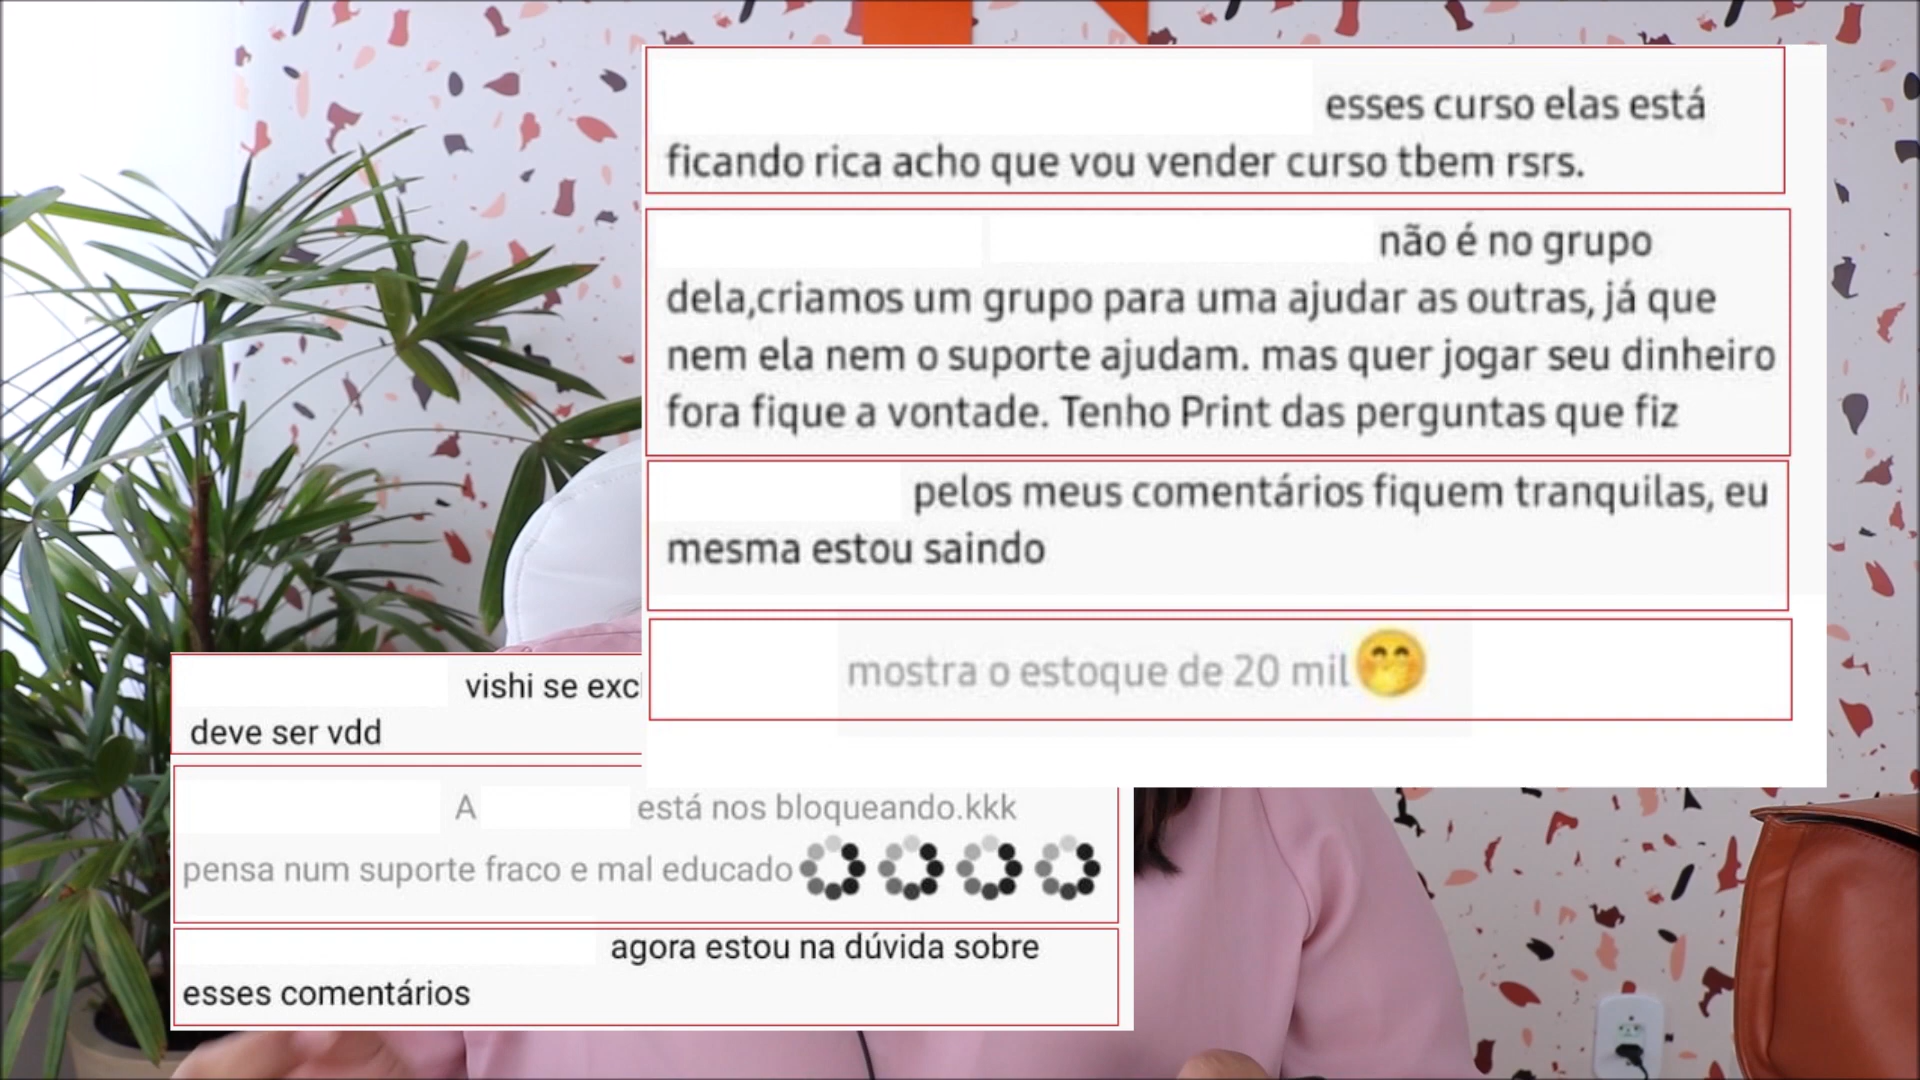 esses curso elas está
ficando rica acho que vou vender curso tbem rsrs.
não é no grupo
dela,criamos um grupo para uma ajudar as outras, já que
nem ela nem o suporte ajudam. mas quer jogar seu dinheiro
fora fique a vontade. Tenho Print das perguntas que fiz
pelos meus comentários fiquem tranquilas, eu
mesma estou saindo
mostra o estoque de 20 mil
vishi se
deve ser vdd
A está nos bloqueando.kkk
pensa num suporte fraco e mal educado
agora estou na dúvida sobre
esses comentários